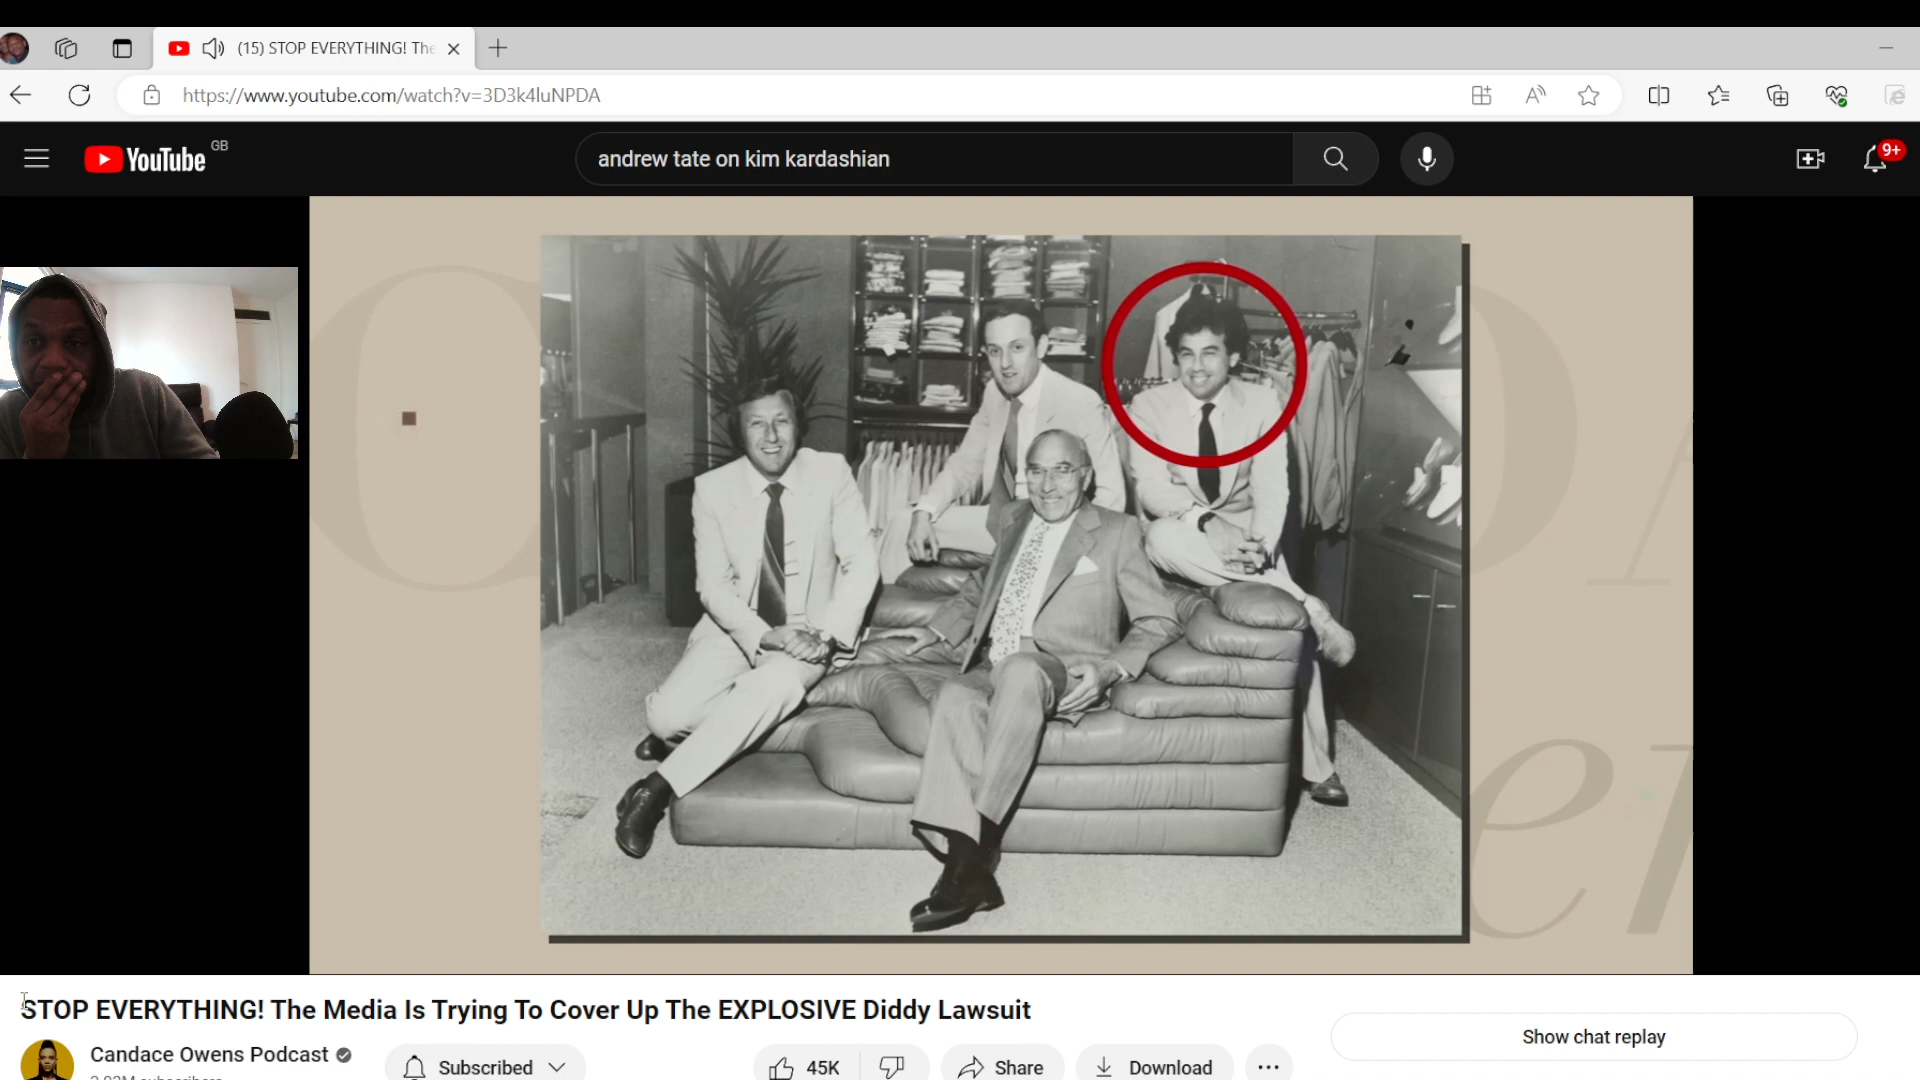 (15) STOP EVERYTHING! The
https://www.youtube.com/watch?v=3D3k4luNPDA
YouTube GB
andrew tate on kim kardashian
9+
STOP EVERYTHING! The Media Is Trying To Cover Up The EXPLOSIVE Diddy Lawsuit
Show chat replay
Candace Owens Podcast
Subscribed
45K
Share
Download